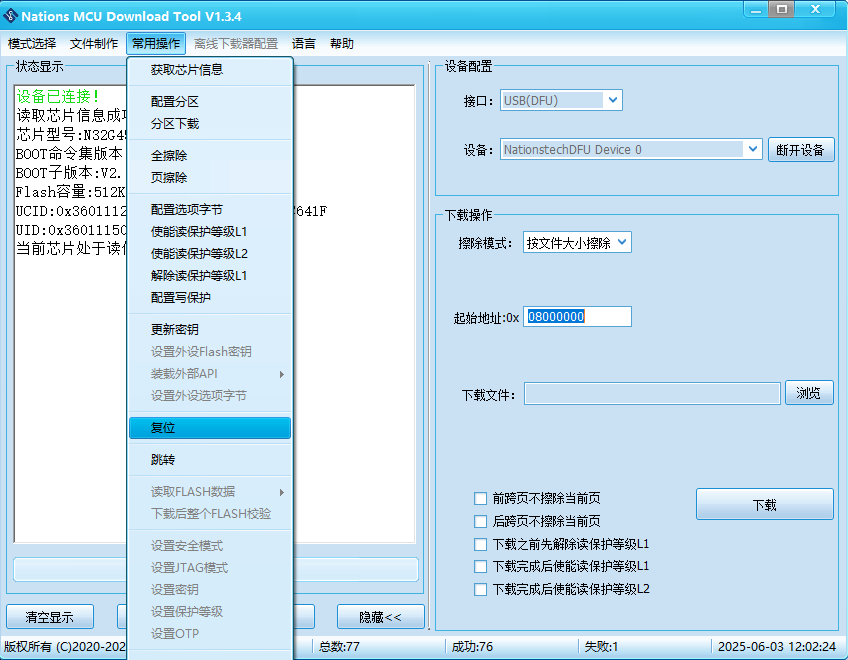 Nations MCU Download Tool V1.3.4
模式选择 文件制作 常用操作 离线下载器配置 语言 帮助
状态显示
设备已连接!
读取芯片信息成
芯片型号:N32G4
BOOT命令集版本
BOOT子版本:V2.
Flash容量:512K
UCID:0x3601112
641F
UID:0x3601115
当前芯片处于读
获取芯片信息
配置分区
分区下载
全擦除
页擦除
配置选项字节
使能读保护等级L1
使能读保护等级L2
解除读保护等级L1
配置写保护
更新密钥
设置外设Flash密钥
装载外部API
设置外设选项字节
复位
跳转
读取FLASH数据
下载后整个FLASH校验
设置安全模式
设置JTAG模式
设置密钥
设置保护等级
设置OTP
清空显示
隐藏<<
设备配置
接口: USB(DFU)
设备: NationstechDFU Device 0 断开设备
下载操作
擦除模式: 按文件大小擦除
起始地址:0x 08000000
下载文件: 浏览
前跨页不擦除当前页
后跨页不擦除当前页
下载之前先解除读保护等级L1
下载完成后使能读保护等级L1
下载完成后使能读保护等级L2
下载
版权所有 (C)2020-202 总数:77 成功:76 失败:1 2025-06-03 12:02:24